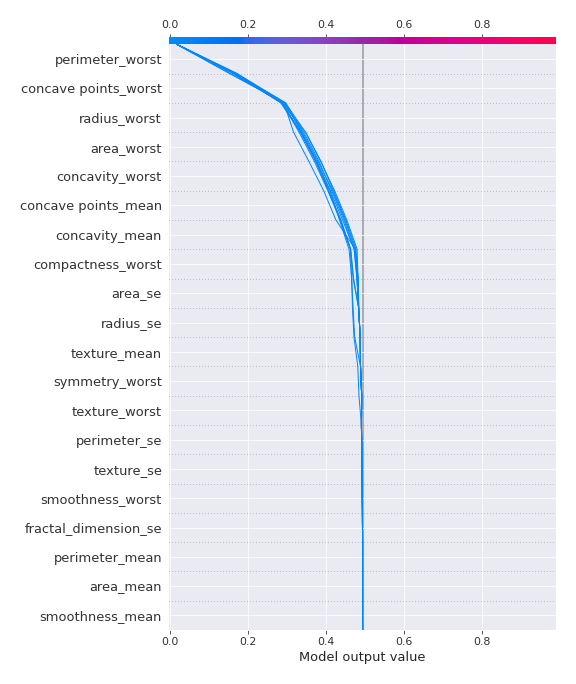 0.0 0.2 0.4 0.6 0.8
perimeter_worst
concave points_worst
radius_worst
area_worst
concavity_worst
concave points_mean
concavity_mean
compactness_worst
area_se
radius_se
texture_mean
symmetry_worst
texture_worst
perimeter_se
texture_se
smoothness_worst
fractal_dimension_se
perimeter_mean
area_mean
smoothness_mean
0.0 0.2 0.4 0.6 0.8
Model output value